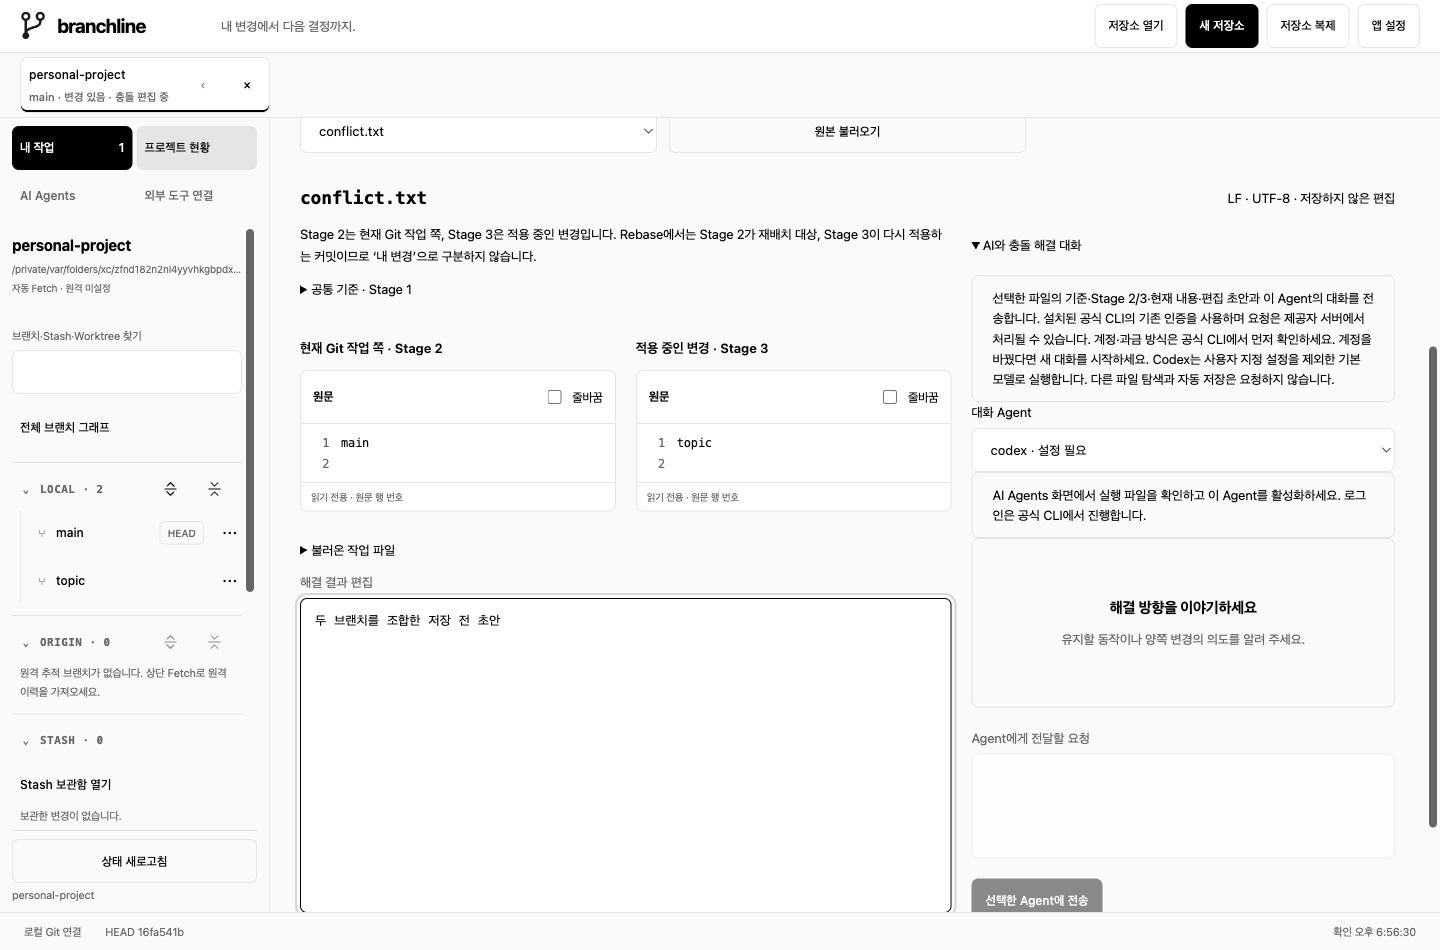 branchline
내 변경에서 다음 결정까지.
저장소 열기
새 저장소
저장소 복제
앱 설정
personal-project
main · 변경 있음 · 충돌 편집 중
내 작업 1
프로젝트 현황
AI Agents
외부 도구 연결
personal-project
/private/var/folders/xc/zfnd182n2nl4yyvhkgbpdx...
자동 Fetch · 원격 미설정
브랜치·Stash·Worktree 찾기
전체 브랜치 그래프
LOCAL · 2
main HEAD
topic
ORIGIN · 0
원격 추적 브랜치가 없습니다. 상단 Fetch로 원격
이력을 가져오세요.
STASH · 0
Stash 보관함 열기
보관한 변경이 없습니다.
상태 새로고침
personal-project
conflict.txt
원본 불러오기
conflict.txt
LF · UTF-8 · 저장하지 않은 편집
Stage 2는 현재 Git 작업 쪽, Stage 3은 적용 중인 변경입니다. Rebase에서는 Stage 2가 재배치 대상, Stage 3이 다시 적용하
는 커밋이므로 ‘내 변경’으로 구분하지 않습니다.
공통 기준 · Stage 1
현재 Git 작업 쪽 · Stage 2
원문
줄바꿈
1 main
2
읽기 전용 · 원문 행 번호
적용 중인 변경 · Stage 3
원문
줄바꿈
1 topic
2
읽기 전용 · 원문 행 번호
불러온 작업 파일
해결 결과 편집
두 브랜치를 조합한 저장 전 초안
AI와 충돌 해결 대화
선택한 파일의 기준·Stage 2/3·현재 내용·편집 초안과 이 Agent의 대화를 전
송합니다. 설치된 공식 CLI의 기존 인증을 사용하며 요청은 제공자 서버에서
처리될 수 있습니다. 계정·과금 방식은 공식 CLI에서 먼저 확인하세요. 계정을
바꿨다면 새 대화를 시작하세요. Codex는 사용자 지정 설정을 제외한 기본
모델로 실행합니다. 다른 파일 탐색과 자동 저장은 요청하지 않습니다.
대화 Agent
codex · 설정 필요
AI Agents 화면에서 실행 파일을 확인하고 이 Agent를 활성화하세요. 로그
인은 공식 CLI에서 진행합니다.
해결 방향을 이야기하세요
유지할 동작이나 양쪽 변경의 의도를 알려 주세요.
Agent에게 전달할 요청
선택한 Agent에 전송
로컬 Git 연결
HEAD 16fa541b
확인 오후 6:56:30